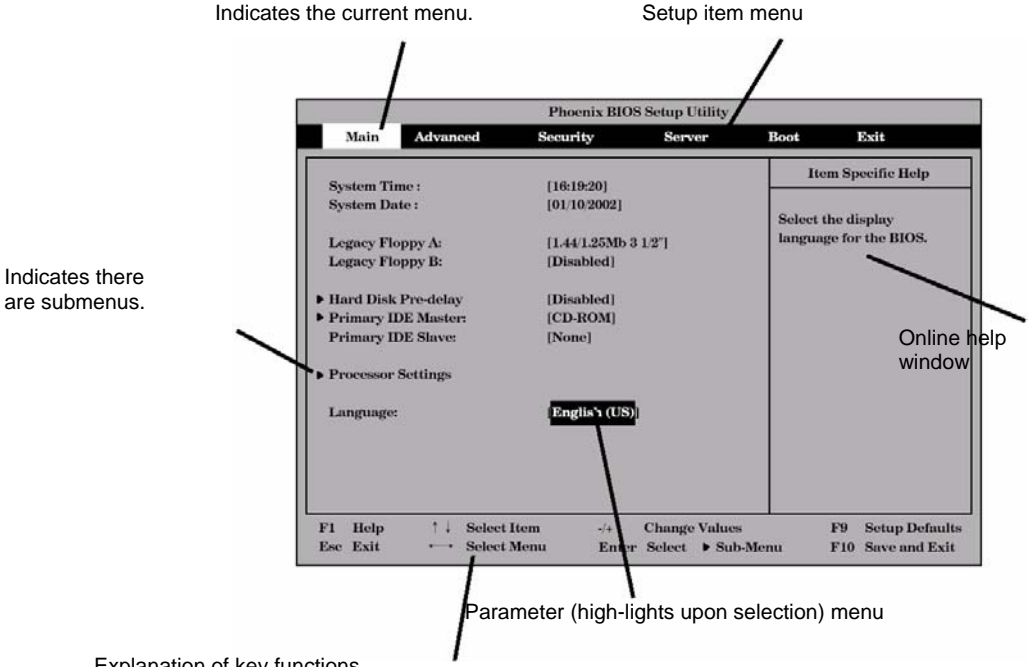 Indicates the current menu. Setup item menu
Phoenix BIOS Setup Utility
Main Advanced Security Server Boot Exit
Item Specific Help
System Time : [16:19:20]
System Date : [01/10/2002]
Select the display
language for the BIOS.
Legacy Floppy A: [1.44/1.25Mb 3 1/2"]
Legacy Floppy B: [Disabled]
Indicates there
are submenus.
▶ Hard Disk Pre-delay [Disabled]
▶ Primary IDE Master: [CD-ROM]
Primary IDE Slave: [None]
Online help
window
▶ Processor Settings
Language: [English (US)]
F1 Help ↑ ↓ Select Item -/+ Change Values F9 Setup Defaults
Esc Exit ←→ Select Menu Enter Select ▶ Sub-Menu F10 Save and Exit
Parameter (high-lights upon selection) menu
Explanation of key functions